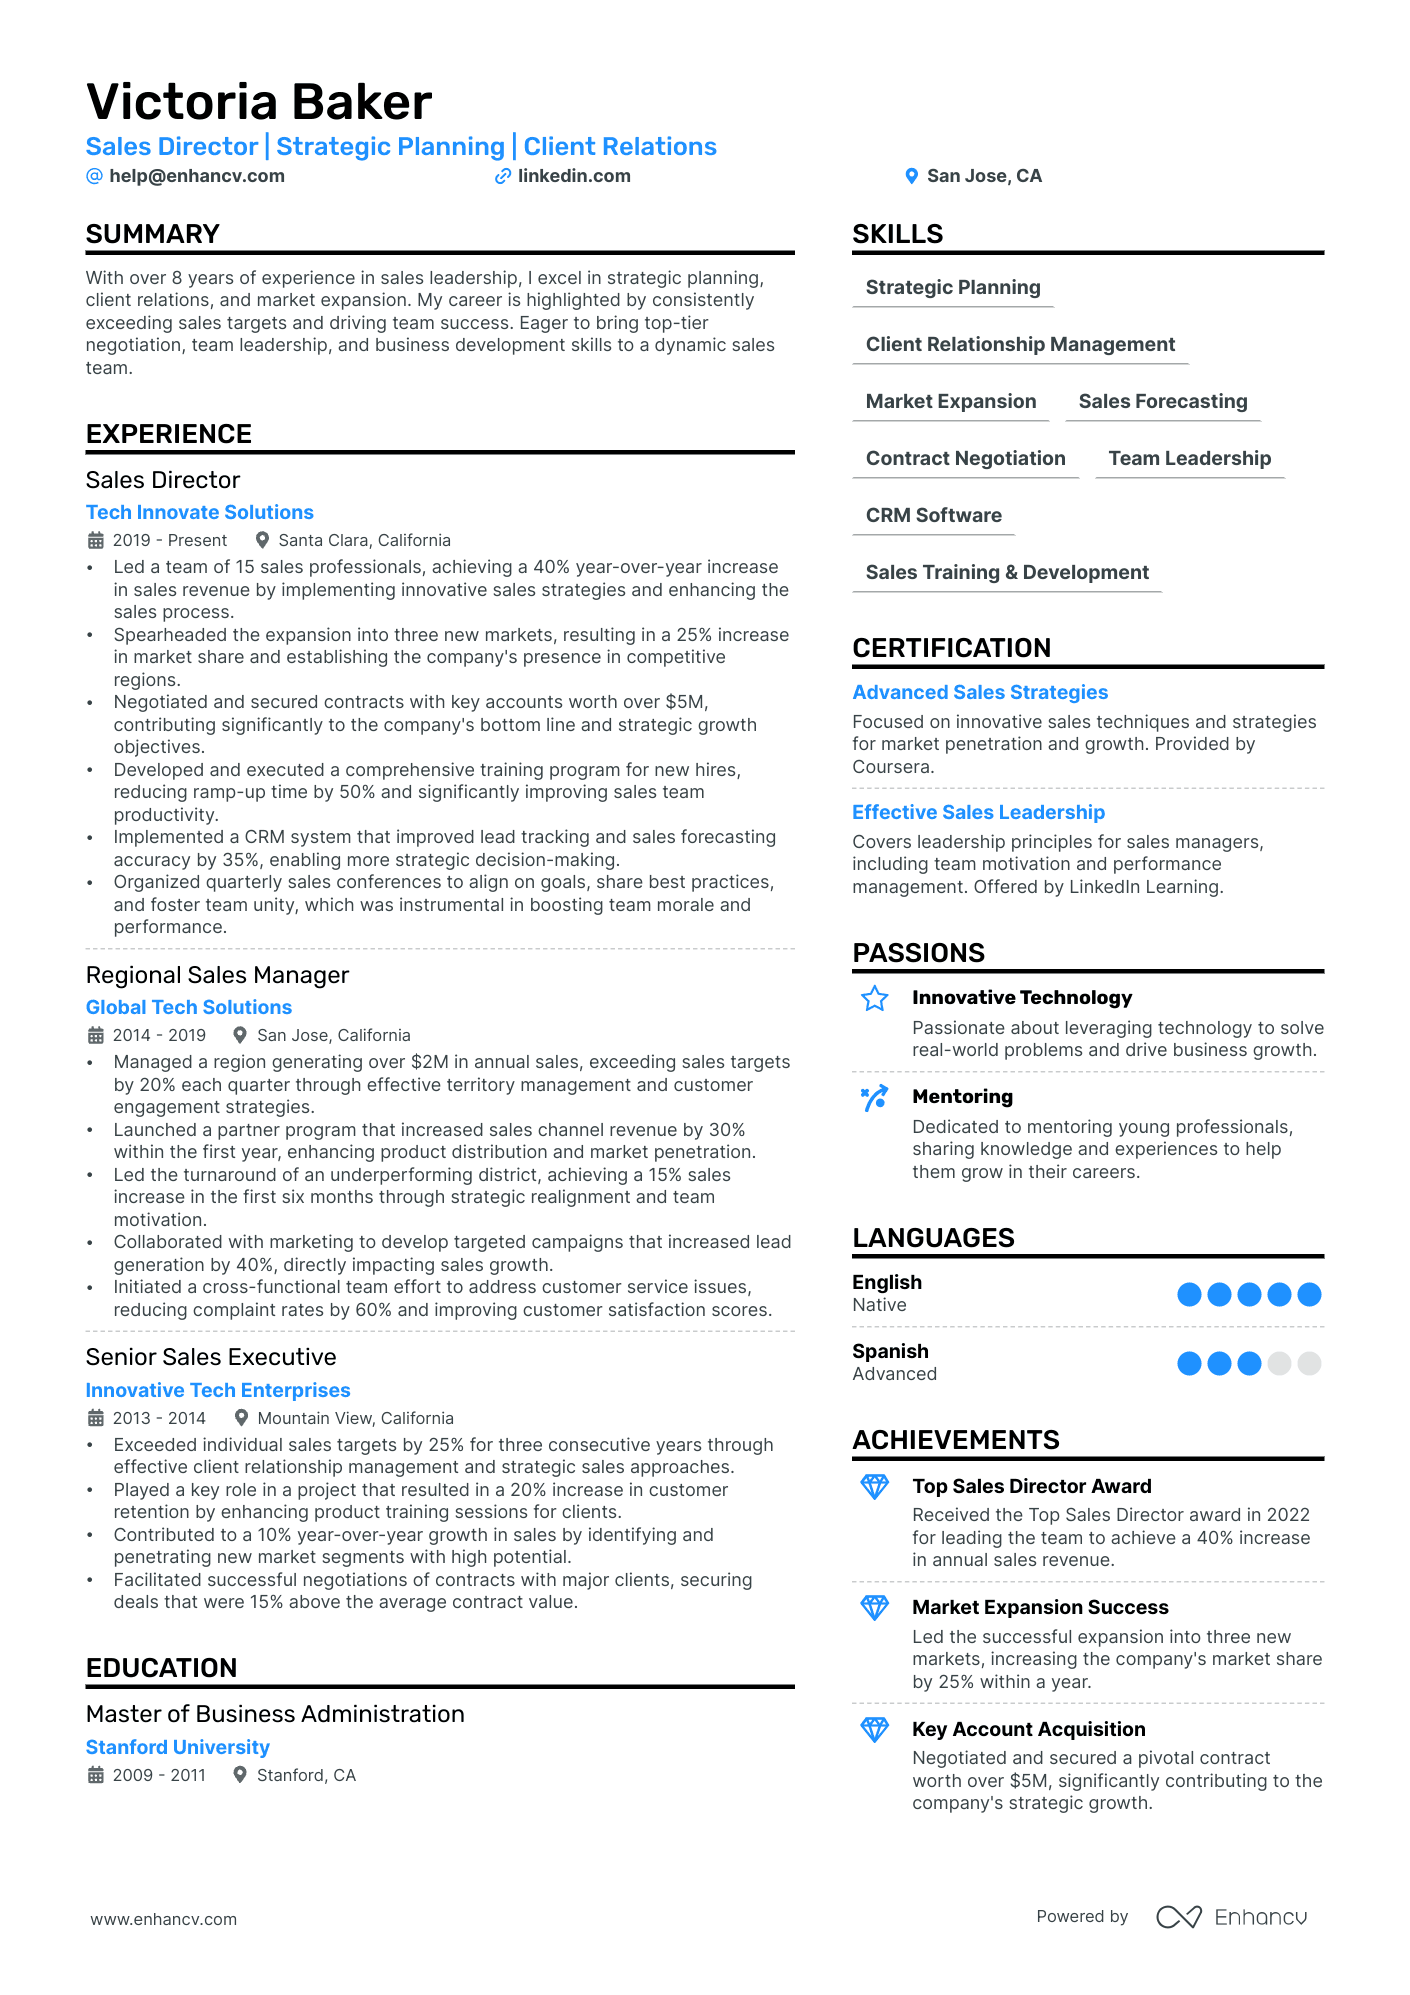 Victoria Baker
Sales Director | Strategic Planning | Client Relations
help@enhancv.com
linkedin.com
San Jose, CA
SUMMARY
With over 8 years of experience in sales leadership, I excel in strategic planning,
client relations, and market expansion. My career is highlighted by consistently
exceeding sales targets and driving team success. Eager to bring top-tier
negotiation, team leadership, and business development skills to a dynamic sales
team.
EXPERIENCE
Sales Director
Tech Innovate Solutions
2019 - Present Santa Clara, California
• Led a team of 15 sales professionals, achieving a 40% year-over-year increase
in sales revenue by implementing innovative sales strategies and enhancing the
sales process.
• Spearheaded the expansion into three new markets, resulting in a 25% increase
in market share and establishing the company's presence in competitive
regions.
• Negotiated and secured contracts with key accounts worth over $5M,
contributing significantly to the company's bottom line and strategic growth
objectives.
• Developed and executed a comprehensive training program for new hires,
reducing ramp-up time by 50% and significantly improving sales team
productivity.
• Implemented a CRM system that improved lead tracking and sales forecasting
accuracy by 35%, enabling more strategic decision-making.
• Organized quarterly sales conferences to align on goals, share best practices,
and foster team unity, which was instrumental in boosting team morale and
performance.
Regional Sales Manager
Global Tech Solutions
2014 - 2019 San Jose, California
• Managed a region generating over $2M in annual sales, exceeding sales targets
by 20% each quarter through effective territory management and customer
engagement strategies.
• Launched a partner program that increased sales channel revenue by 30%
within the first year, enhancing product distribution and market penetration.
• Led the turnaround of an underperforming district, achieving a 15% sales
increase in the first six months through strategic realignment and team
motivation.
• Collaborated with marketing to develop targeted campaigns that increased lead
generation by 40%, directly impacting sales growth.
• Initiated a cross-functional team effort to address customer service issues,
reducing complaint rates by 60% and improving customer satisfaction scores.
Senior Sales Executive
Innovative Tech Enterprises
2013 - 2014 Mountain View, California
• Exceeded individual sales targets by 25% for three consecutive years through
effective client relationship management and strategic sales approaches.
• Played a key role in a project that resulted in a 20% increase in customer
retention by enhancing product training sessions for clients.
• Contributed to a 10% year-over-year growth in sales by identifying and
penetrating new market segments with high potential.
• Facilitated successful negotiations of contracts with major clients, securing
deals that were 15% above the average contract value.
EDUCATION
Master of Business Administration
Stanford University
2009 - 2011 Stanford, CA
SKILLS
Strategic Planning
Client Relationship Management
Market Expansion Sales Forecasting
Contract Negotiation Team Leadership
CRM Software
Sales Training & Development
CERTIFICATION
Advanced Sales Strategies
Focused on innovative sales techniques and strategies
for market penetration and growth. Provided by
Coursera.
Effective Sales Leadership
Covers leadership principles for sales managers,
including team motivation and performance
management. Offered by LinkedIn Learning.
PASSIONS
Innovative Technology
Passionate about leveraging technology to solve
real-world problems and drive business growth.
Mentoring
Dedicated to mentoring young professionals,
sharing knowledge and experiences to help
them grow in their careers.
LANGUAGES
English
Native
Spanish
Advanced
ACHIEVEMENTS
Top Sales Director Award
Received the Top Sales Director award in 2022
for leading the team to achieve a 40% increase
in annual sales revenue.
Market Expansion Success
Led the successful expansion into three new
markets, increasing the company's market share
by 25% within a year.
Key Account Acquisition
Negotiated and secured a pivotal contract
worth over $5M, significantly contributing to the
company's strategic growth.
www.enhancv.com
Powered by Enhancv